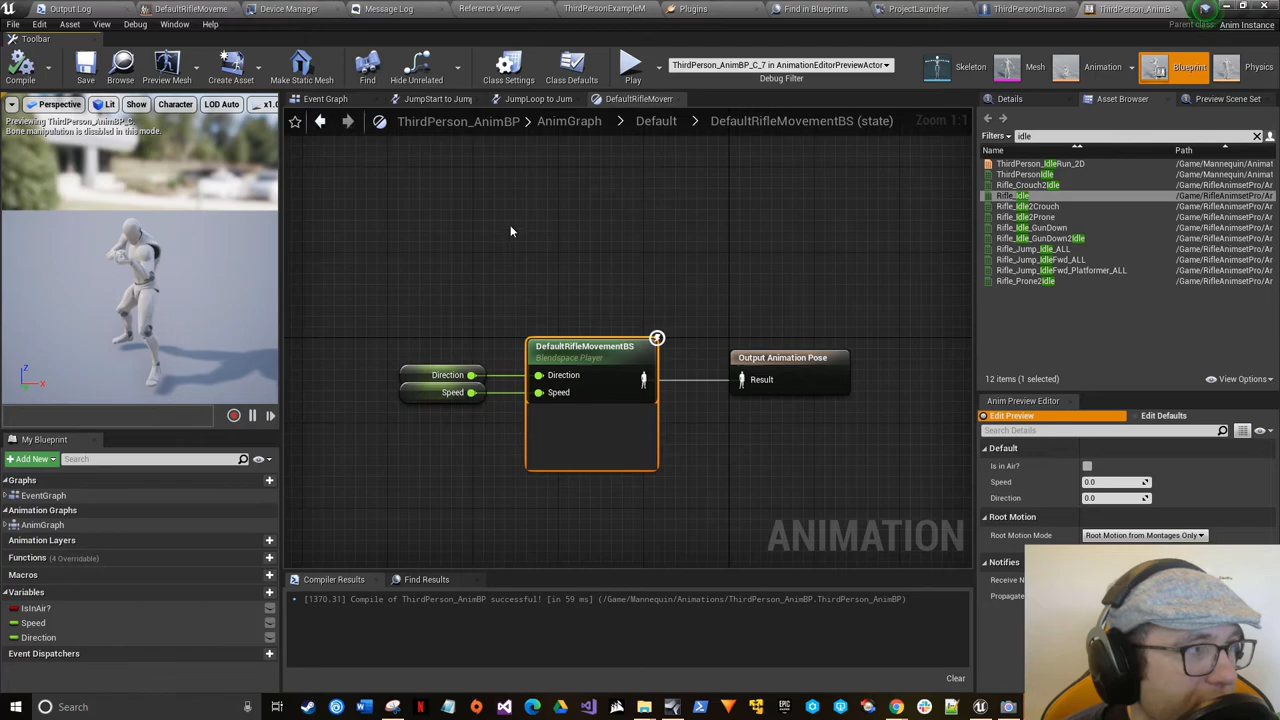 Output Log
DefaultRifleMoveme
Device Manager
Message Log
Reference Viewer
ThirdPersonExampleM
Plugins
Find in Blueprints
ProjectLauncher
ThirdPersonCharact
ThirdPerson_AnimB
File Edit Asset View Debug Window Help
Parent class: Anim Instance
Toolbar
Compile
Save
Browse
Preview Mesh
Create Asset
Make Static Mesh
Find
Hide Unrelated
Class Settings
Class Defaults
Play
ThirdPerson_AnimBP_C_7 in AnimationEditorPreviewActor
Debug Filter
Skeleton
Mesh
Animation
Blueprint
Physics
Perspective Lit Show Character LOD Auto x1.0
Previewing ThirdPerson_AnimBP_C.
Bone manipulation is disabled in this mode.
Z
X
Event Graph
JumpStart to Jump
JumpLoop to Jum
DefaultRifleMovem
ThirdPerson_AnimBP > AnimGraph > Default > DefaultRifleMovementBS (state)
Zoom 1:1
Direction
Speed
DefaultRifleMovementBS
Blendspace Player
Direction
Speed
Output Animation Pose
Result
ANIMATION
My Blueprint
+Add New
Search
Graphs
EventGraph
Animation Graphs
AnimGraph
Animation Layers
Functions (4 Overridable)
Macros
Variables
IsInAir?
Speed
Direction
Event Dispatchers
Compiler Results
Find Results
[1370.31] Compile of ThirdPerson_AnimBP successful! [in 59 ms] (/Game/Mannequin/Animations/ThirdPerson_AnimBP.ThirdPerson_AnimBP)
Clear
Details
Asset Browser
Preview Scene Set
Filters idle
Name Path
ThirdPerson_IdleRun_2D /Game/Mannequin/Animat
ThirdPersonIdle /Game/Mannequin/Animat
Rifle_Crouch2Idle /Game/RifleAnimsetPro/Ar
Rifle_Idle /Game/RifleAnimsetPro/Ar
Rifle_Idle2Crouch /Game/RifleAnimsetPro/Ar
Rifle_Idle2Prone /Game/RifleAnimsetPro/Ar
Rifle_Idle_GunDown /Game/RifleAnimsetPro/Ar
Rifle_Idle_GunDown2Idle /Game/RifleAnimsetPro/Ar
Rifle_Jump_Idle_ALL /Game/RifleAnimsetPro/Ar
Rifle_Jump_IdleFwd_ALL /Game/RifleAnimsetPro/Ar
Rifle_Jump_IdleFwd_Platformer_ALL /Game/RifleAnimsetPro/Ar
Rifle_Prone2Idle /Game/RifleAnimsetPro/Ar
12 items (1 selected)
View Options
Anim Preview Editor
Edit Preview
Edit Defaults
Search Details
Default
Is in Air?
Speed 0.0
Direction 0.0
Root Motion
Root Motion Mode Root Motion from Montages Only
Notifies
Receive N
Propagate
Search